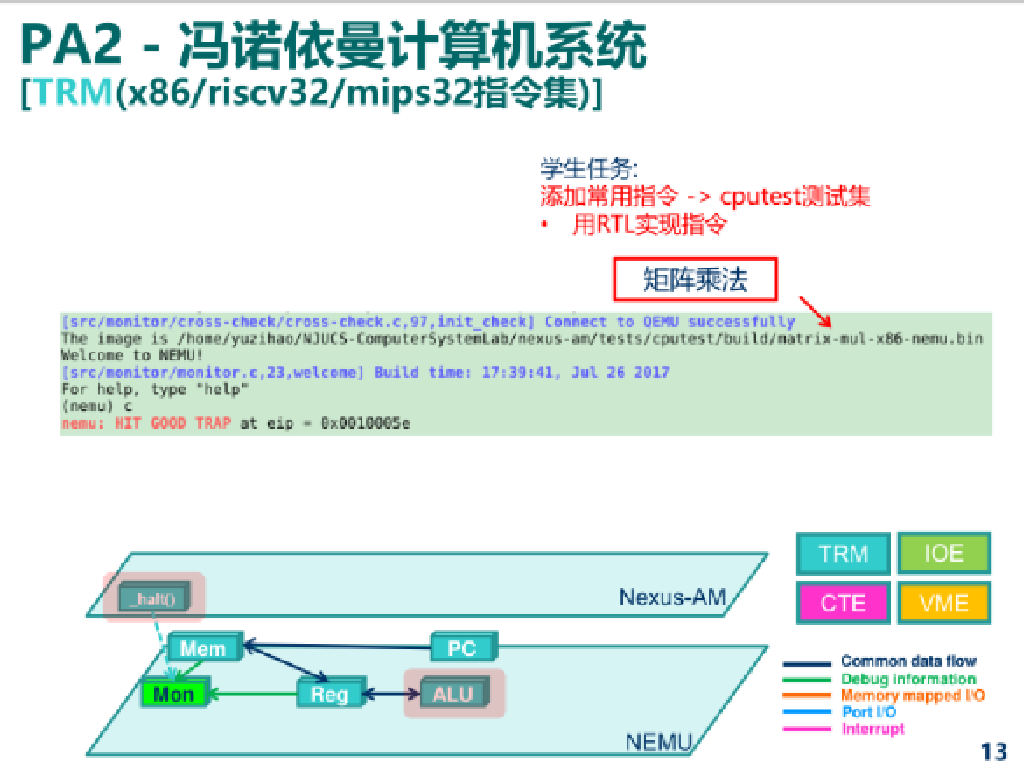 PA2 - 冯诺依曼计算机系统
[TRM(x86/riscv32/mips32指令集)]
学生任务:
添加常用指令 -> cputest测试集
• 用RTL实现指令
矩阵乘法
[src/monitor/cross-check/cross-check.c,97,init_check] Connect to QEMU successfully
The image is /home/yuzihao/NJUCS-ComputerSystemLab/nexus-am/tests/cputest/build/matrix-mul-x86-nemu.bin
Welcome to NEMU!
[src/monitor/monitor.c,23,welcome] Build time: 17:39:41, Jul 26 2017
For help, type "help"
(nemu) c
nemu: HIT GOOD TRAP at eip = 0x0010005e
TRM IOE
_halt()
Nexus-AM
CTE VME
Mem PC
Mon Reg ALU
NEMU
Common data flow
Debug information
Memory mapped I/O
Port I/O
Interrupt
13